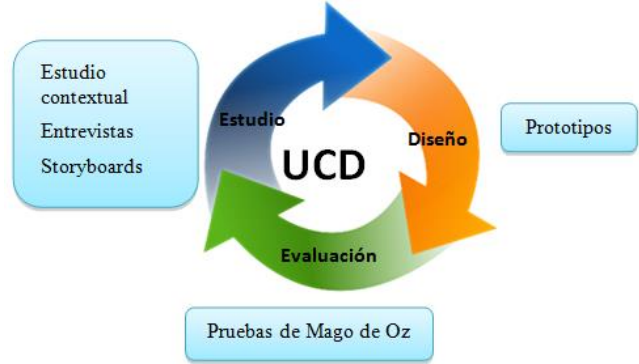 Estudio
contextual
Entrevistas
Storyboards
Estudio
UCD
Diseño
Prototipos
Evaluación
Pruebas de Mago de Oz